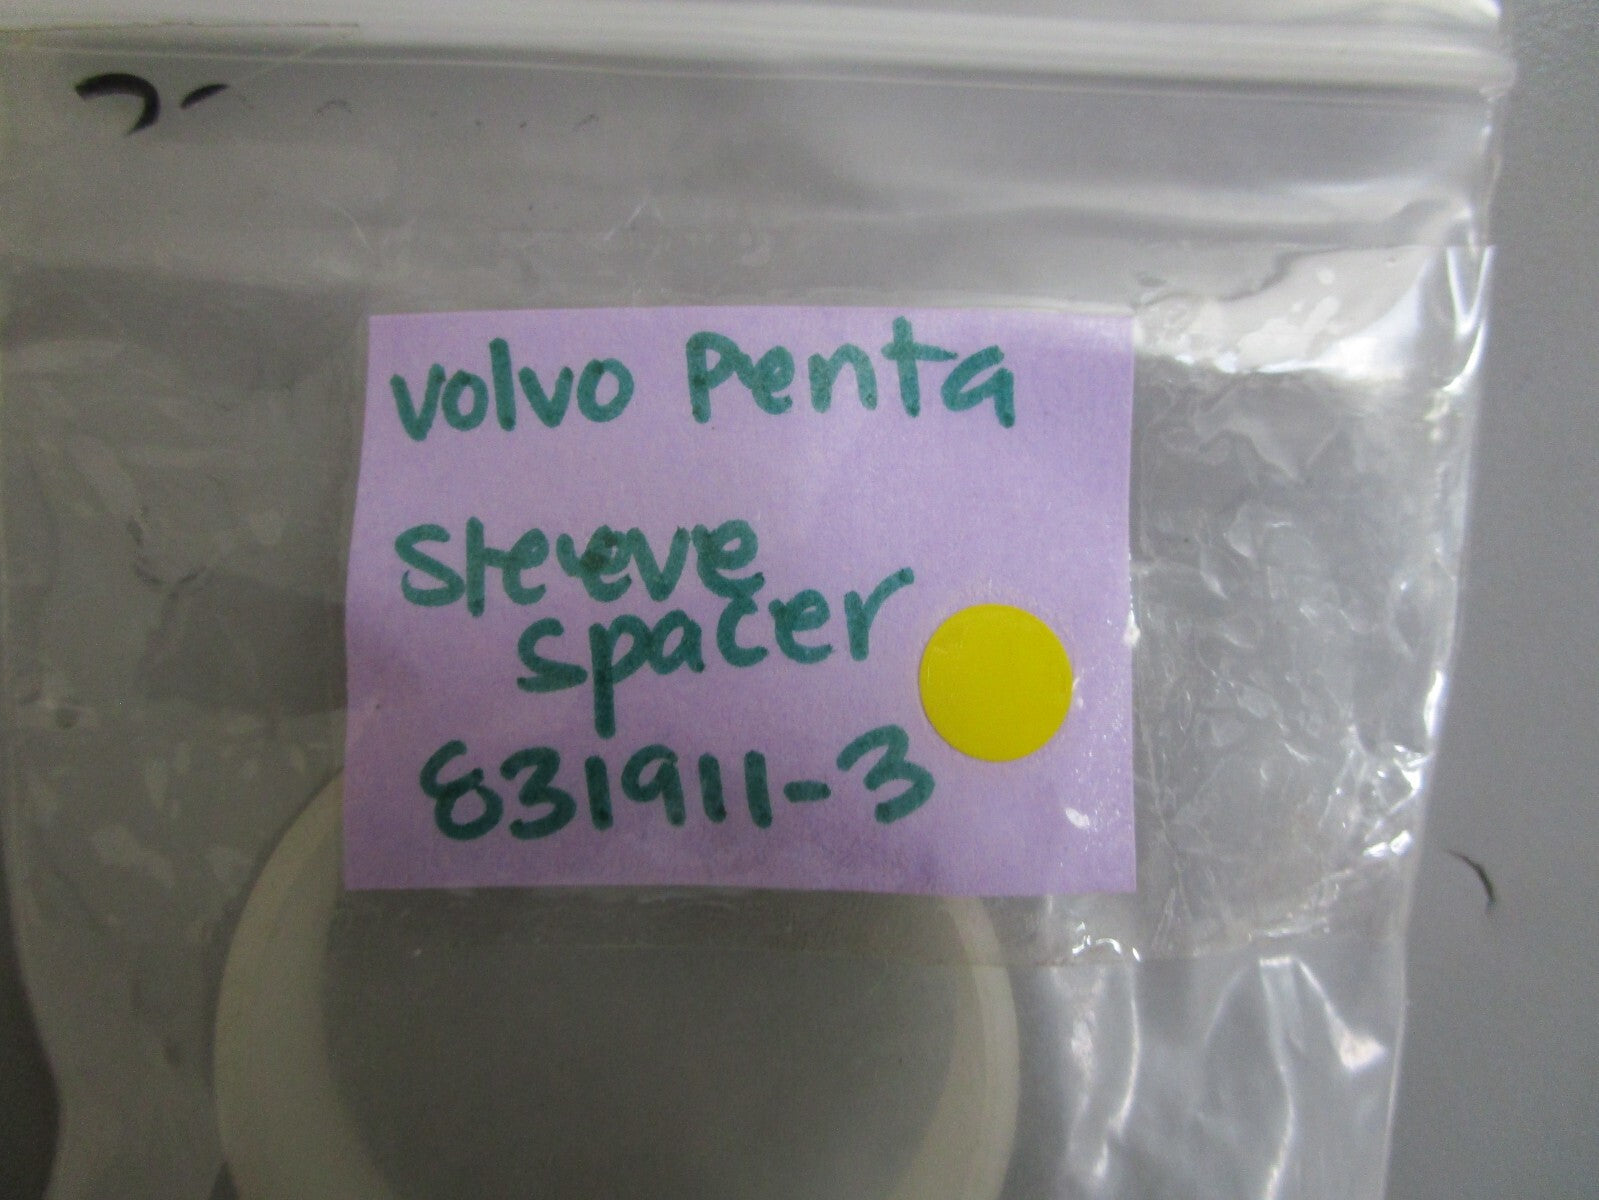 Volvo Penta
Sleeve
spacer
831911-3